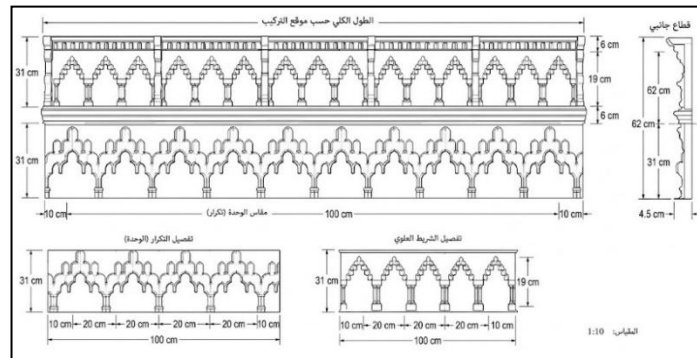 الطول الكلي حسب موقع التركيب
قطاع جانبي
31 cm
6 cm
19 cm
6 cm
31 cm
62 cm
62 cm
31 cm
10 cm
مقاس الوحدة (تكرار)
100 cm
10 cm
4.5 cm
تفصيل التكرار (الوحدة)
تفصيل الشريط العلوي
31 cm
31 cm
19 cm
10 cm 20 cm 20 cm 20 cm 20 cm 10 cm
100 cm
10 cm 20 cm 20 cm 20 cm 20 cm 10 cm
100 cm
المقياس: 1:10